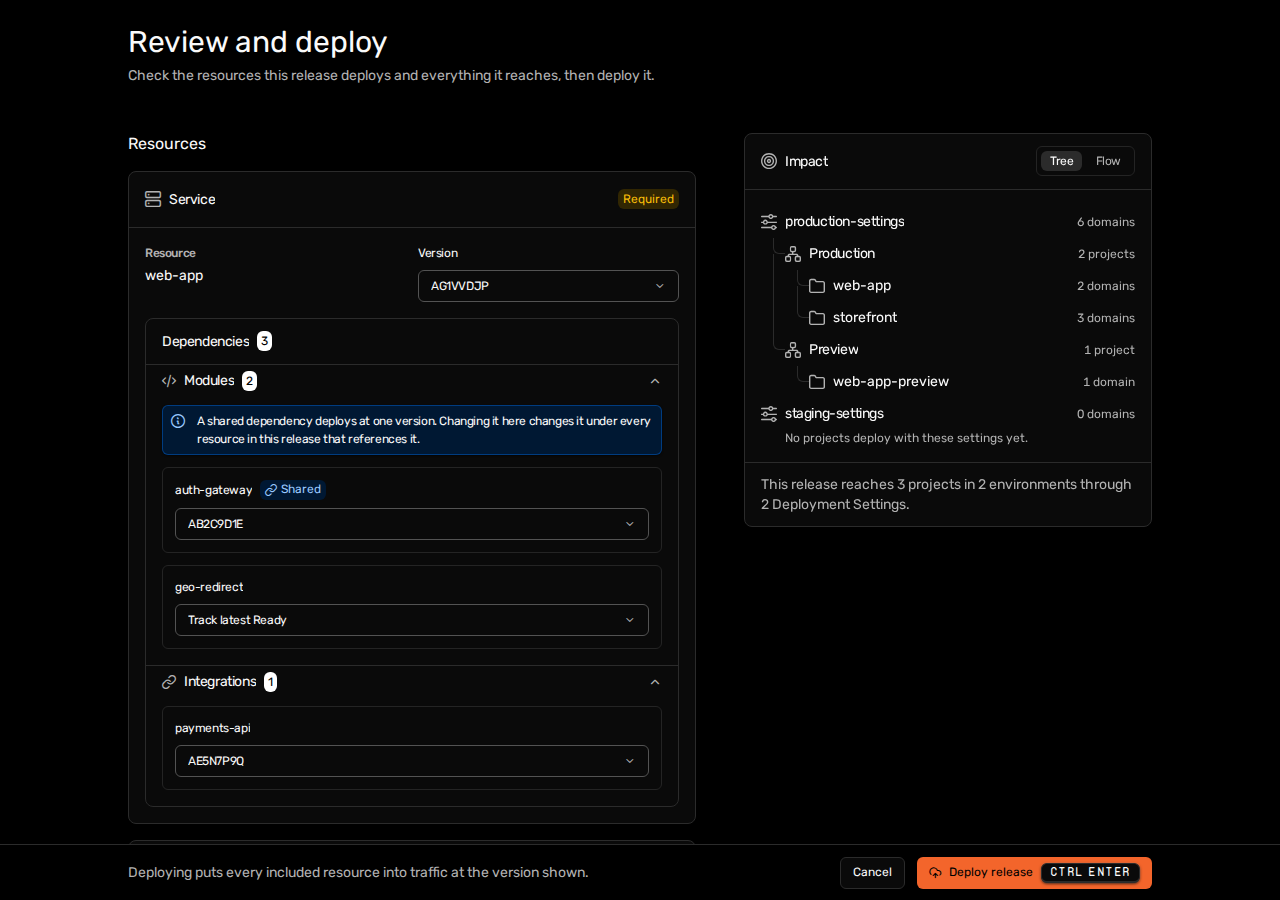 Review and deploy
Check the resources this release deploys and everything it reaches, then deploy it.
Resources
Service
Required
Resource
web-app
Version
AG1VVDJP
Dependencies 3
Modules 2
A shared dependency deploys at one version. Changing it here changes it under every
resource in this release that references it.
auth-gateway
Shared
AB2C9D1E
geo-redirect
Track latest Ready
Integrations 1
payments-api
AE5N7P9Q
Impact
Tree
Flow
production-settings
6 domains
Production
2 projects
web-app
2 domains
storefront
3 domains
Preview
1 project
web-app-preview
1 domain
staging-settings
0 domains
No projects deploy with these settings yet.
This release reaches 3 projects in 2 environments through
2 Deployment Settings.
Deploying puts every included resource into traffic at the version shown.
Cancel
Deploy release
CTRL ENTER